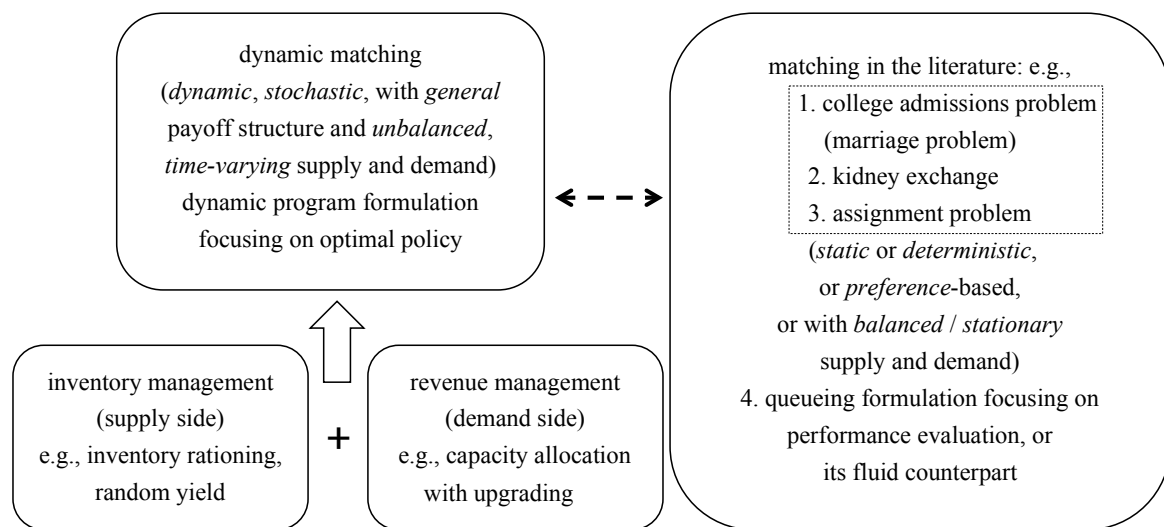 dynamic matching
(dynamic, stochastic, with general
payoff structure and unbalanced,
time-varying supply and demand)
dynamic program formulation
focusing on optimal policy
inventory management
(supply side)
e.g., inventory rationing,
random yield
+
revenue management
(demand side)
e.g., capacity allocation
with upgrading
matching in the literature: e.g.,
1. college admissions problem
(marriage problem)
2. kidney exchange
3. assignment problem
(static or deterministic,
or preference-based,
or with balanced / stationary
supply and demand)
4. queueing formulation focusing on
performance evaluation, or
its fluid counterpart